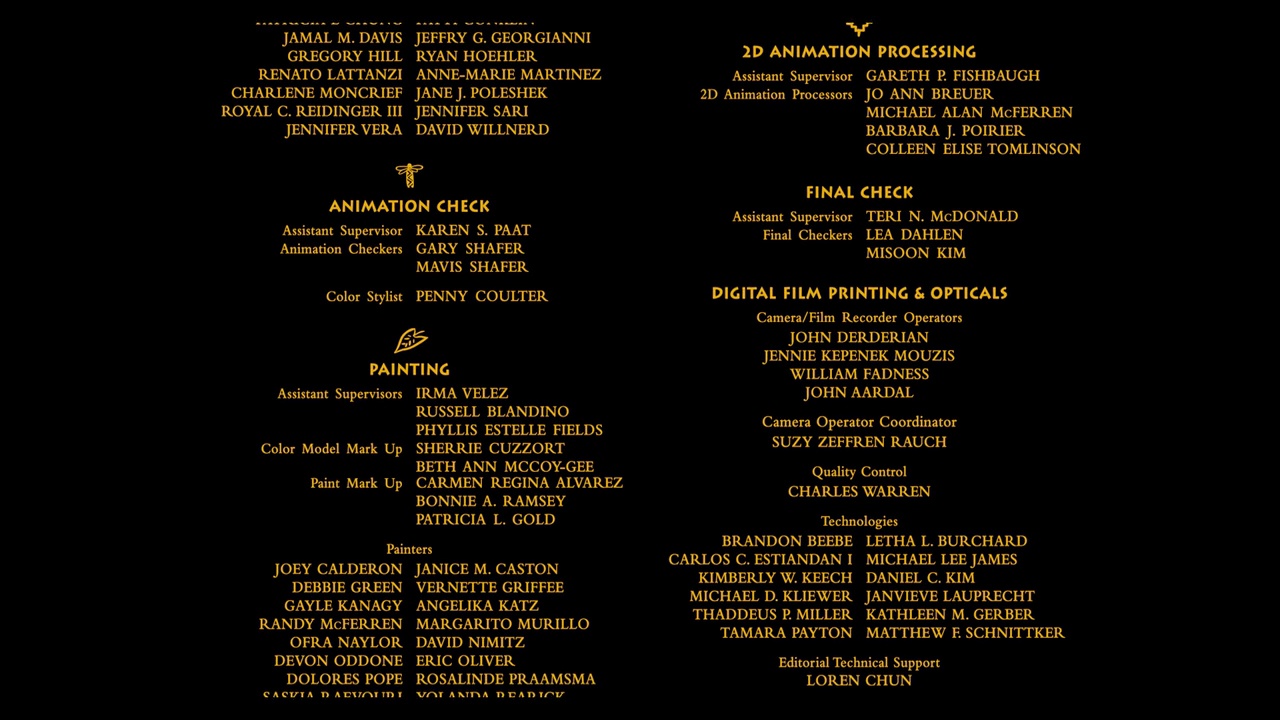 JAMAL M. DAVIS JEFFRY G. GEORGIANNI
GREGORY HILL RYAN HOEHLER
RENATO LATTANZI ANNE-MARIE MARTINEZ
CHARLENE MONCRIEF JANE J. POLESHEK
ROYAL C. REIDINGER III JENNIFER SARI
JENNIFER VERA DAVID WILLNERD
ANIMATION CHECK
Assistant Supervisor KAREN S. PAAT
Animation Checkers GARY SHAFER
MAVIS SHAFER
Color Stylist PENNY COULTER
PAINTING
Assistant Supervisors IRMA VELEZ
RUSSELL BLANDINO
PHYLLIS ESTELLE FIELDS
Color Model Mark Up SHERRIE CUZZORT
BETH ANN MCCOY-GEE
Paint Mark Up CARMEN REGINA ALVAREZ
BONNIE A. RAMSEY
PATRICIA L. GOLD
Painters
JOEY CALDERON JANICE M. CASTON
DEBBIE GREEN VERNETTE GRIFFEE
GAYLE KANAGY ANGELIKA KATZ
RANDY McFERREN MARGARITO MURILLO
OFRA NAYLOR DAVID NIMITZ
DEVON ODDONE ERIC OLIVER
DOLORES POPE ROSALINDE PRAAMSMA
2D ANIMATION PROCESSING
Assistant Supervisor GARETH P. FISHBAUGH
2D Animation Processors JO ANN BREUER
MICHAEL ALAN McFERREN
BARBARA J. POIRIER
COLLEEN ELISE TOMLINSON
FINAL CHECK
Assistant Supervisor TERI N. McDONALD
Final Checkers LEA DAHLEN
MISOON KIM
DIGITAL FILM PRINTING & OPTICALS
Camera/Film Recorder Operators
JOHN DERDERIAN
JENNIE KEPENEK MOUZIS
WILLIAM FADNESS
JOHN AARDAL
Camera Operator Coordinator
SUZY ZEFFREN RAUCH
Quality Control
CHARLES WARREN
Technologies
BRANDON BEEBE LETHA L. BURCHARD
CARLOS C. ESTIANDAN I MICHAEL LEE JAMES
KIMBERLY W. KEECH DANIEL C. KIM
MICHAEL D. KLIEWER JANVIEVE LAUPRECHT
THADDEUS P. MILLER KATHLEEN M. GERBER
TAMARA PAYTON MATTHEW F. SCHNITTKER
Editorial Technical Support
LOREN CHUN